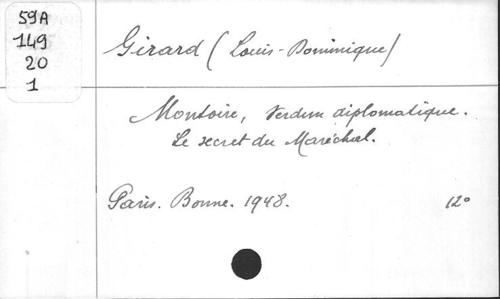 59A
149
20
1
Girard (Louis-Dominique)
Montoire, Verdun diplomatique.
Le secret du Maréchal.
Paris. Bonne. 1948.
12°